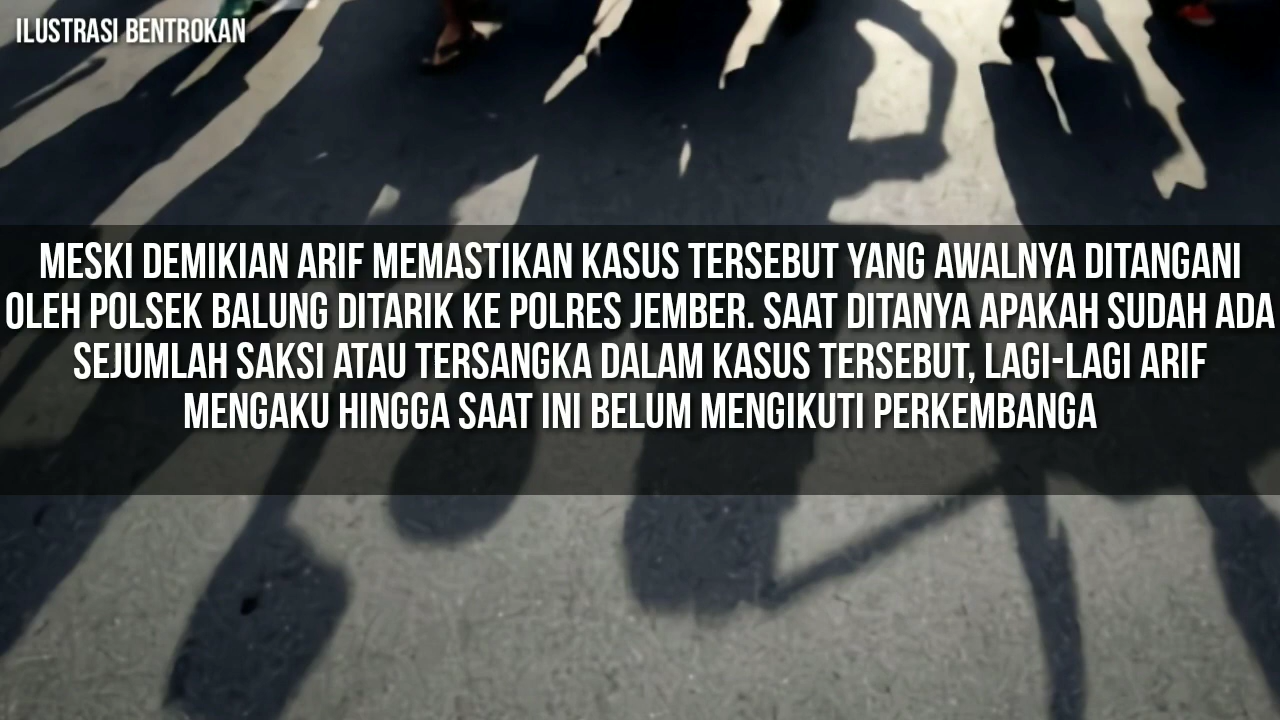 ILUSTRASI BENTROKAN
MESKI DEMIKIAN ARIF MEMASTIKAN KASUS TERSEBUT YANG AWALNYA DITANGANI
OLEH POLSEK BALUNG DITARIK KE POLRES JEMBER. SAAT DITANYA APAKAH SUDAH ADA
SEJUMLAH SAKSI ATAU TERSANGKA DALAM KASUS TERSEBUT, LAGI-LAGI ARIF
MENGAKU HINGGA SAAT INI BELUM MENGIKUTI PERKEMBANGA